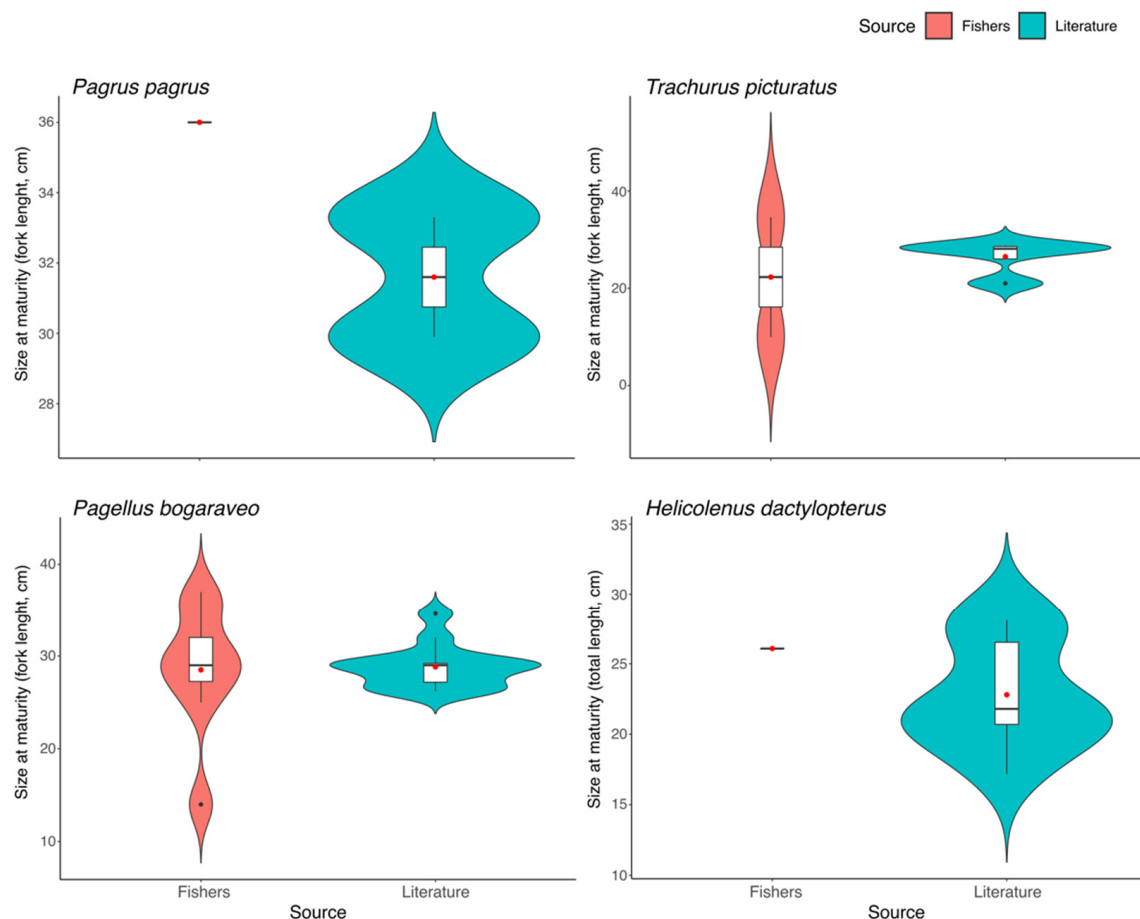 Source Fishers Literature
Pagrus pagrus
Size at maturity (fork lenght, cm)
36
34
32
30
28
Trachurus picturatus
Size at maturity (fork lenght, cm)
40
20
0
Pagellus bogaraveo
Size at maturity (fork lenght, cm)
40
30
20
10
Fishers Literature
Source
Helicolenus dactylopterus
Size at maturity (total lenght, cm)
35
30
25
20
15
10
Fishers Literature
Source